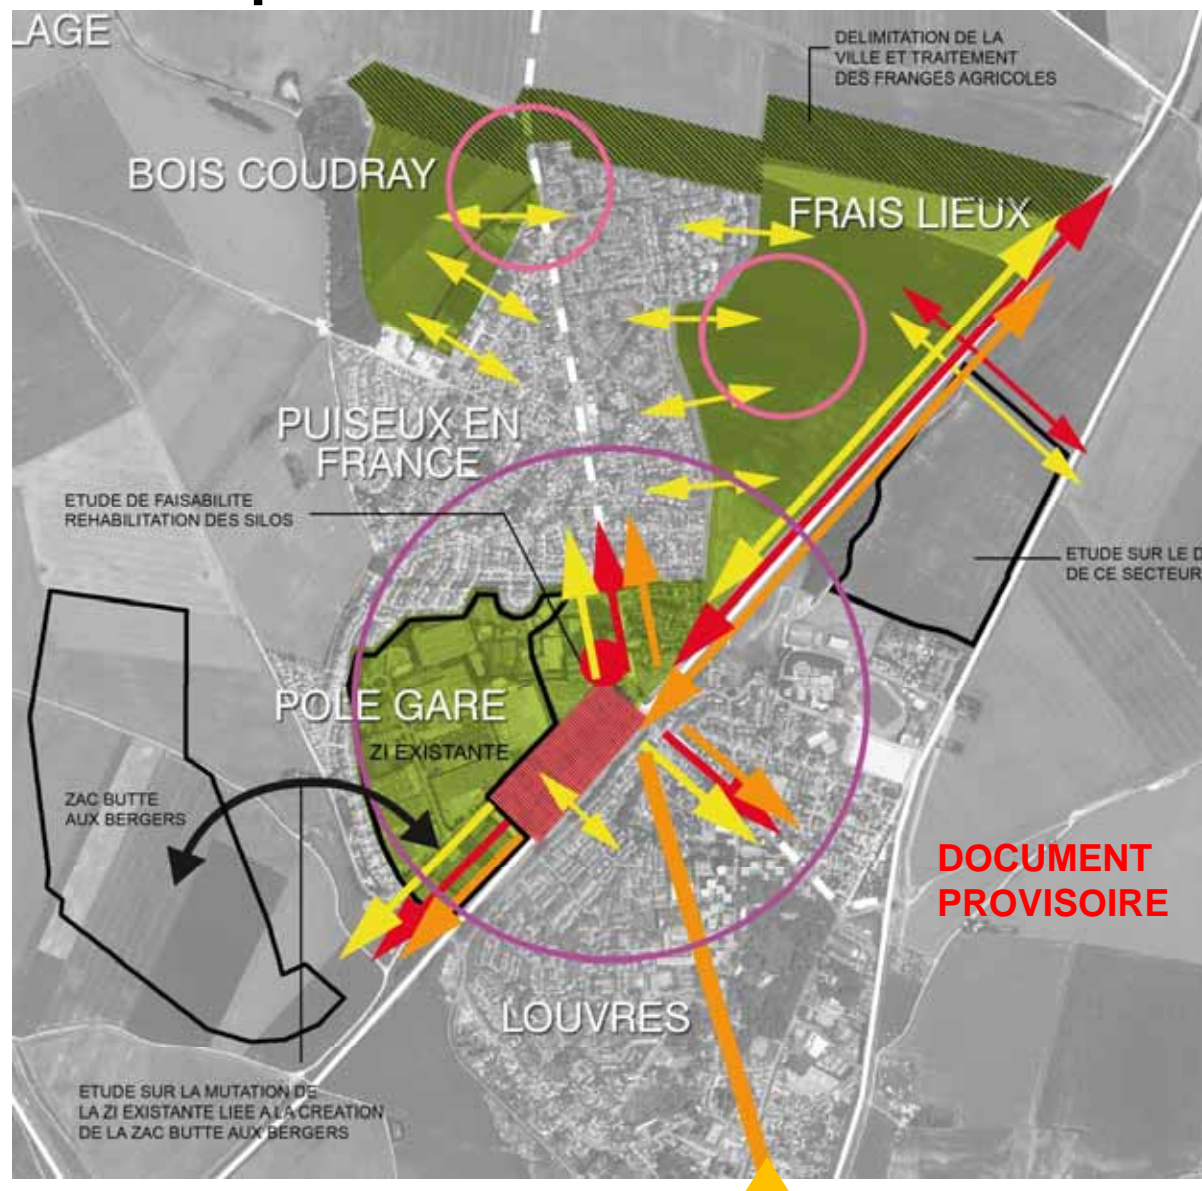 LAGE
DELIMITATION DE LA
VILLE ET TRAITEMENT
DES FRANGES AGRICOLES
BOIS COUDRAY
FRAIS LIEUX
PUISEUX EN
FRANCE
ETUDE DE FAISABILITE
REHABILITATION DES SILOS
ETUDE SUR LE D
DE CE SECTEUR
POLE GARE
ZI EXISTANTE
ZAC BUTTE
AUX BERGERS
DOCUMENT
PROVISOIRE
LOUVRES
ETUDE SUR LA MUTATION DE
LA ZI EXISTANTE LIEE A LA CREATION
DE LA ZAC BUTTE AUX BERGERS